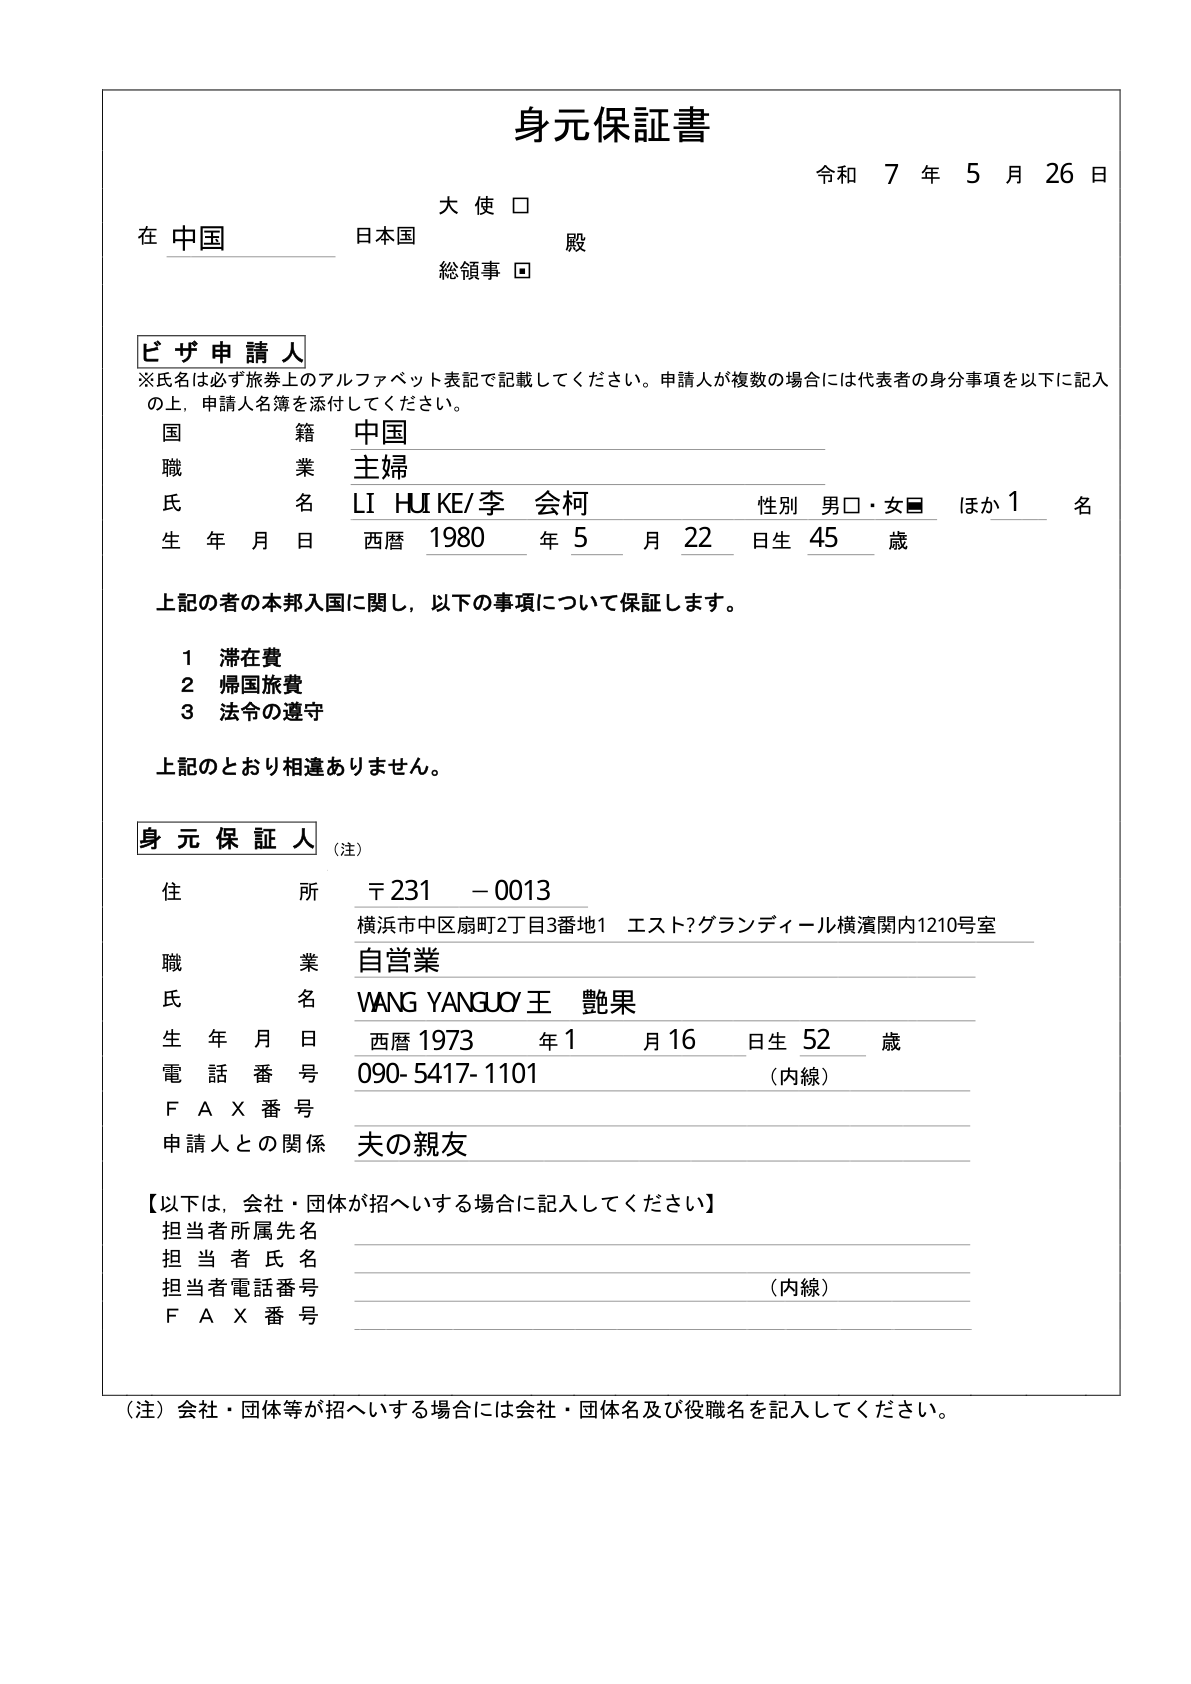 身元保証書
令和 7 年 5 月 26 日
大 使 □
在 中国 日本国 殿
総領事 ▣
ビ ザ 申 請 人
※氏名は必ず旅券上のアルファベット表記で記載してください。申請人が複数の場合には代表者の身分事項を以下に記入
の上，申請人名簿を添付してください。
国 籍 中国
職 業 主婦
氏 名 LI HUIKE/李 会柯 性別 男□・女■ ほか 1 名
生 年 月 日 西暦 1980 年 5 月 22 日生 45 歳
上記の者の本邦入国に関し，以下の事項について保証します。
１ 滞在費
２ 帰国旅費
３ 法令の遵守
上記のとおり相違ありません。
身 元 保 証 人 （注）
住 所 〒231 －0013
横浜市中区扇町2丁目3番地1 エスト?グランディール横濱関内1210号室
職 業 自営業
氏 名 WANG YANGUO/王 艶果
生 年 月 日 西暦 1973 年 1 月 16 日生 52 歳
電 話 番 号 090-5417-1101 （内線）
Ｆ Ａ Ｘ 番 号
申請人との関係 夫の親友
【以下は，会社・団体が招へいする場合に記入してください】
担当者所属先名
担 当 者 氏 名
担当者電話番号 （内線）
Ｆ Ａ Ｘ 番 号
（注）会社・団体等が招へいする場合には会社・団体名及び役職名を記入してください。